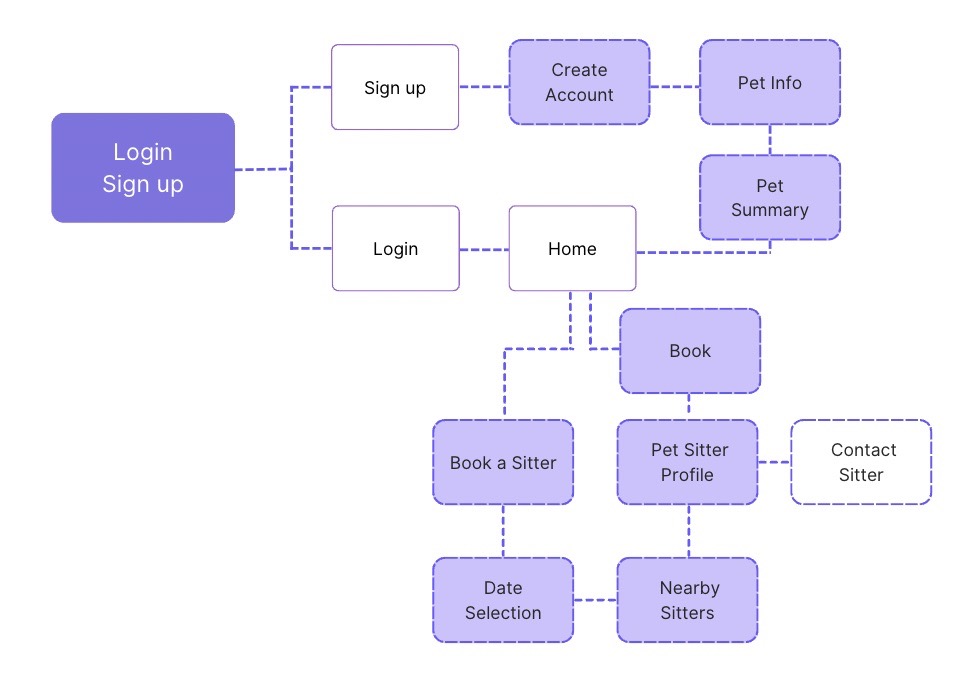 Login
Sign up
Sign up
Create
Account
Pet Info
Pet
Summary
Login
Home
Book
Book a Sitter
Pet Sitter
Profile
Contact
Sitter
Date
Selection
Nearby
Sitters